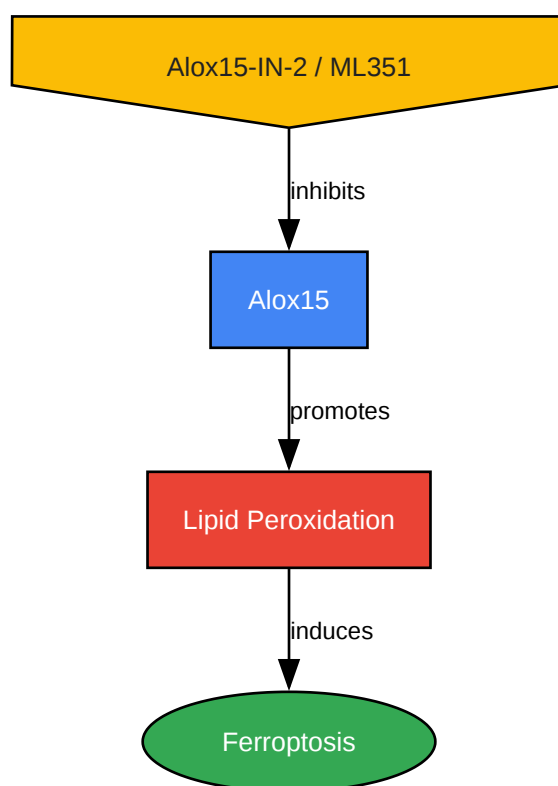 Alox15-IN-2 / ML351
inhibits
Alox15
promotes
Lipid Peroxidation
induces
Ferroptosis